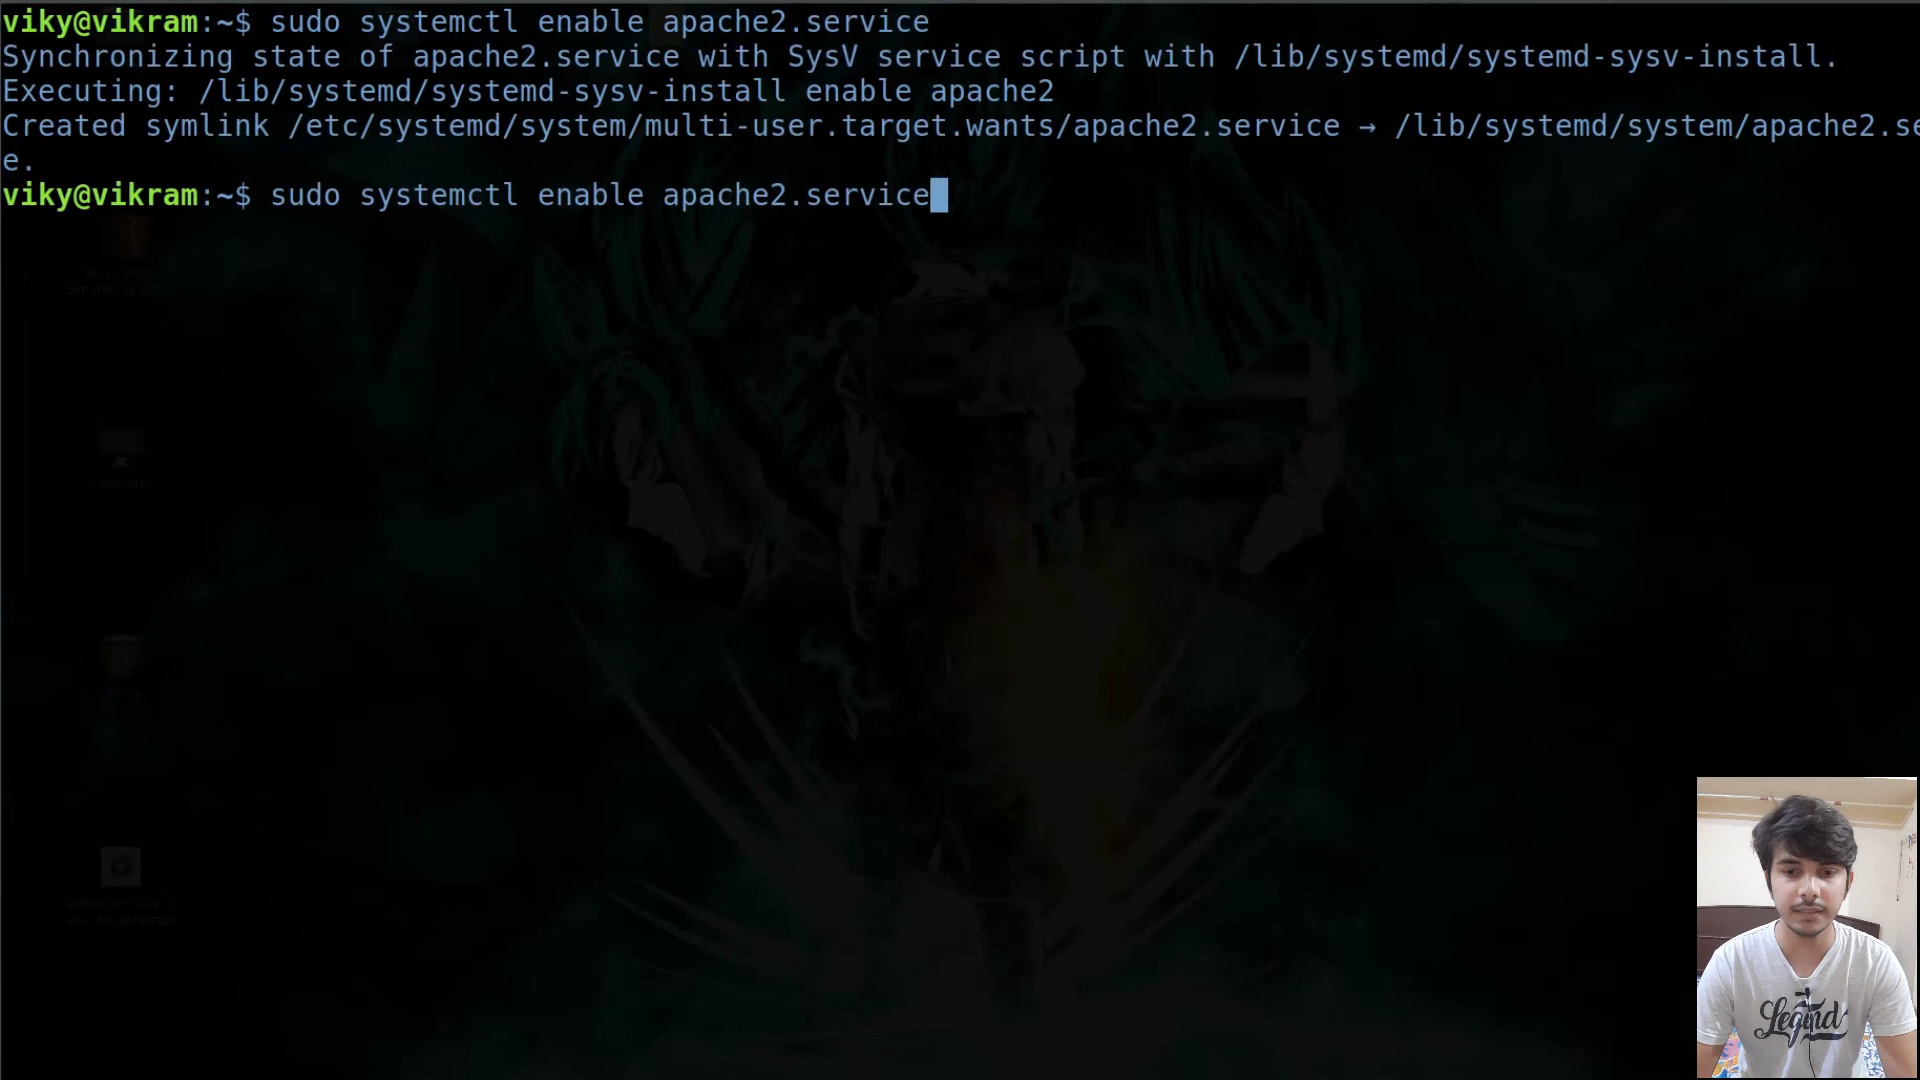 viky@vikram:~$ sudo systemctl enable apache2.service
Synchronizing state of apache2.service with SysV service script with /lib/systemd/systemd-sysv-install.
Executing: /lib/systemd/systemd-sysv-install enable apache2
Created symlink /etc/systemd/system/multi-user.target.wants/apache2.service → /lib/systemd/system/apache2.se
e.
viky@vikram:~$ sudo systemctl enable apache2.service
Legend